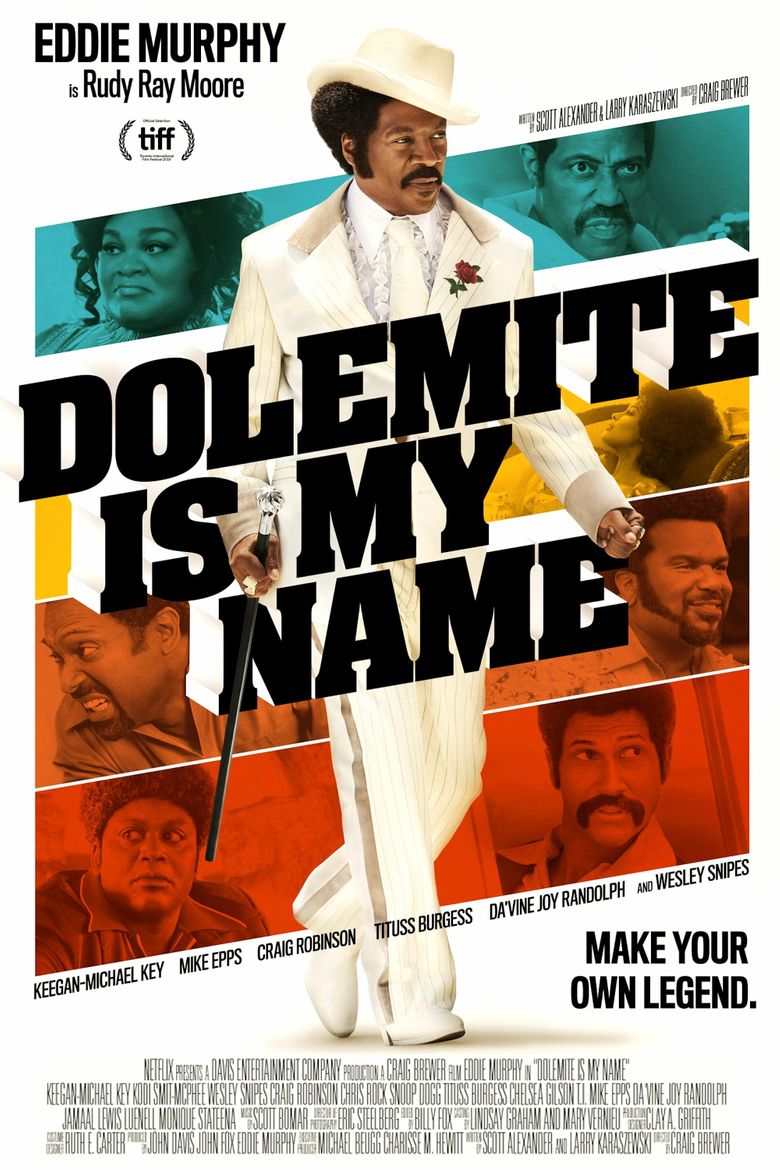 EDDIE MURPHY
is Rudy Ray Moore
Official Selection
tiff
Toronto International
Film Festival 2019
WRITTEN BY SCOTT ALEXANDER & LARRY KARASZEWSKI DIRECTED BY CRAIG BREWER
DOLEMITE
IS MY
NAME
KEEGAN-MICHAEL KEY MIKE EPPS CRAIG ROBINSON TITUSS BURGESS DA'VINE JOY RANDOLPH AND WESLEY SNIPES
MAKE YOUR
OWN LEGEND.
NETFLIX PRESENTS A DAVIS ENTERTAINMENT COMPANY PRODUCTION A CRAIG BREWER FILM EDDIE MURPHY IN "DOLEMITE IS MY NAME"
KEEGAN-MICHAEL KEY KODI SMIT-MCPHEE WESLEY SNIPES CRAIG ROBINSON CHRIS ROCK SNOOP DOGG TITUSS BURGESS CHELSEA GILSON T.I. MIKE EPPS DA'VINE JOY RANDOLPH
JAMAAL LEWIS LUENELL MONIQUE STATEENA MUSIC BY SCOTT BOMAR DIRECTOR OF PHOTOGRAPHY ERIC STEELBERG EDITED BY BILLY FOX CASTING BY LINDSAY GRAHAM AND MARY VERNIEU PRODUCTION DESIGNER CLAY A. GRIFFITH
COSTUME DESIGNER RUTH E. CARTER PRODUCED BY JOHN DAVIS JOHN FOX EDDIE MURPHY EXECUTIVE PRODUCER MICHAEL BEUGG CHARISSE M. HEWITT WRITTEN BY SCOTT ALEXANDER AND LARRY KARASZEWSKI DIRECTED BY CRAIG BREWER